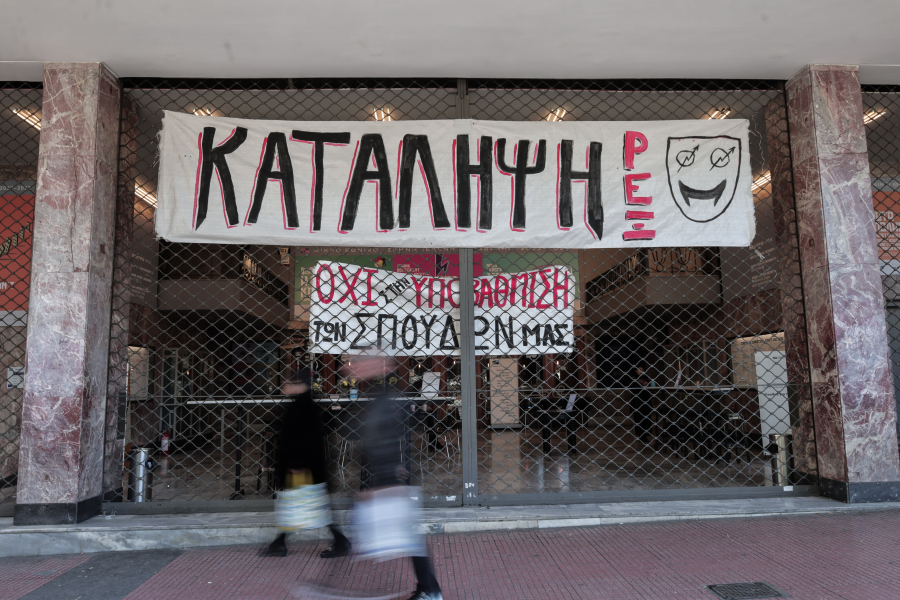 ΚΑΤΑΛΗΨΗ ΡΕΞ
ΟΧΙ ΣΤΗΝ ΥΠΟΒΑΘΜΙΣΗ
ΤΩΝ ΣΠΟΥΔΩΝ ΜΑΣ